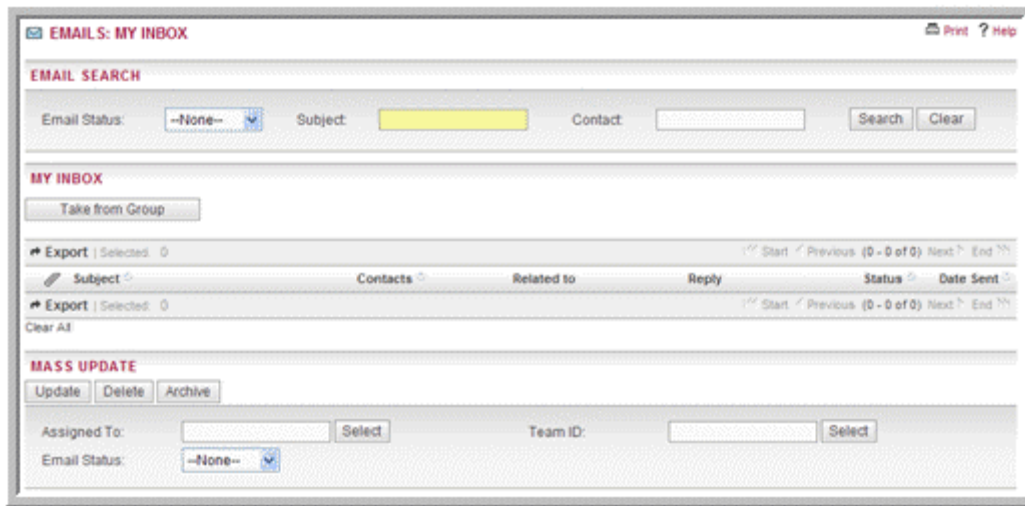 EMAILS: MY INBOX Print ? Help
EMAIL SEARCH
Email Status: --None-- Subject: Contact: Search Clear
MY INBOX
Take from Group
Export | Selected: 0 Start Previous (0 - 0 of 0) Next End
Subject Contacts Related to Reply Status Date Sent
Export | Selected: 0 Start Previous (0 - 0 of 0) Next End
Clear All
MASS UPDATE
Update Delete Archive
Assigned To: Select Team ID: Select
Email Status: --None--